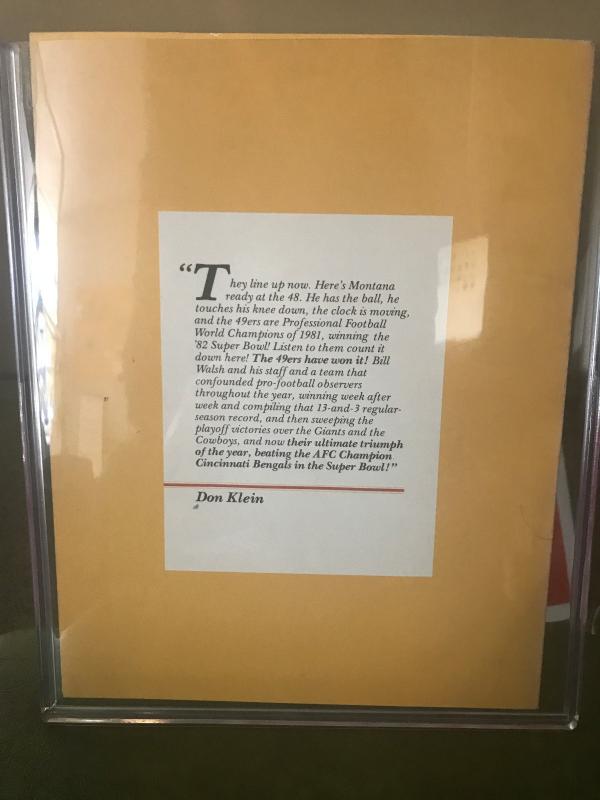 “They line up now. Here's Montana
ready at the 48. He has the ball, he
touches his knee down, the clock is moving,
and the 49ers are Professional Football
World Champions of 1981, winning the
'82 Super Bowl! Listen to them count it
down here! The 49ers have won it! Bill
Walsh and his staff and a team that
confounded pro-football observers
throughout the year, winning week after
week and compiling that 13-and-3 regular-
season record, and then sweeping the
playoff victories over the Giants and the
Cowboys, and now their ultimate triumph
of the year, beating the AFC Champion
Cincinnati Bengals in the Super Bowl!”
Don Klein